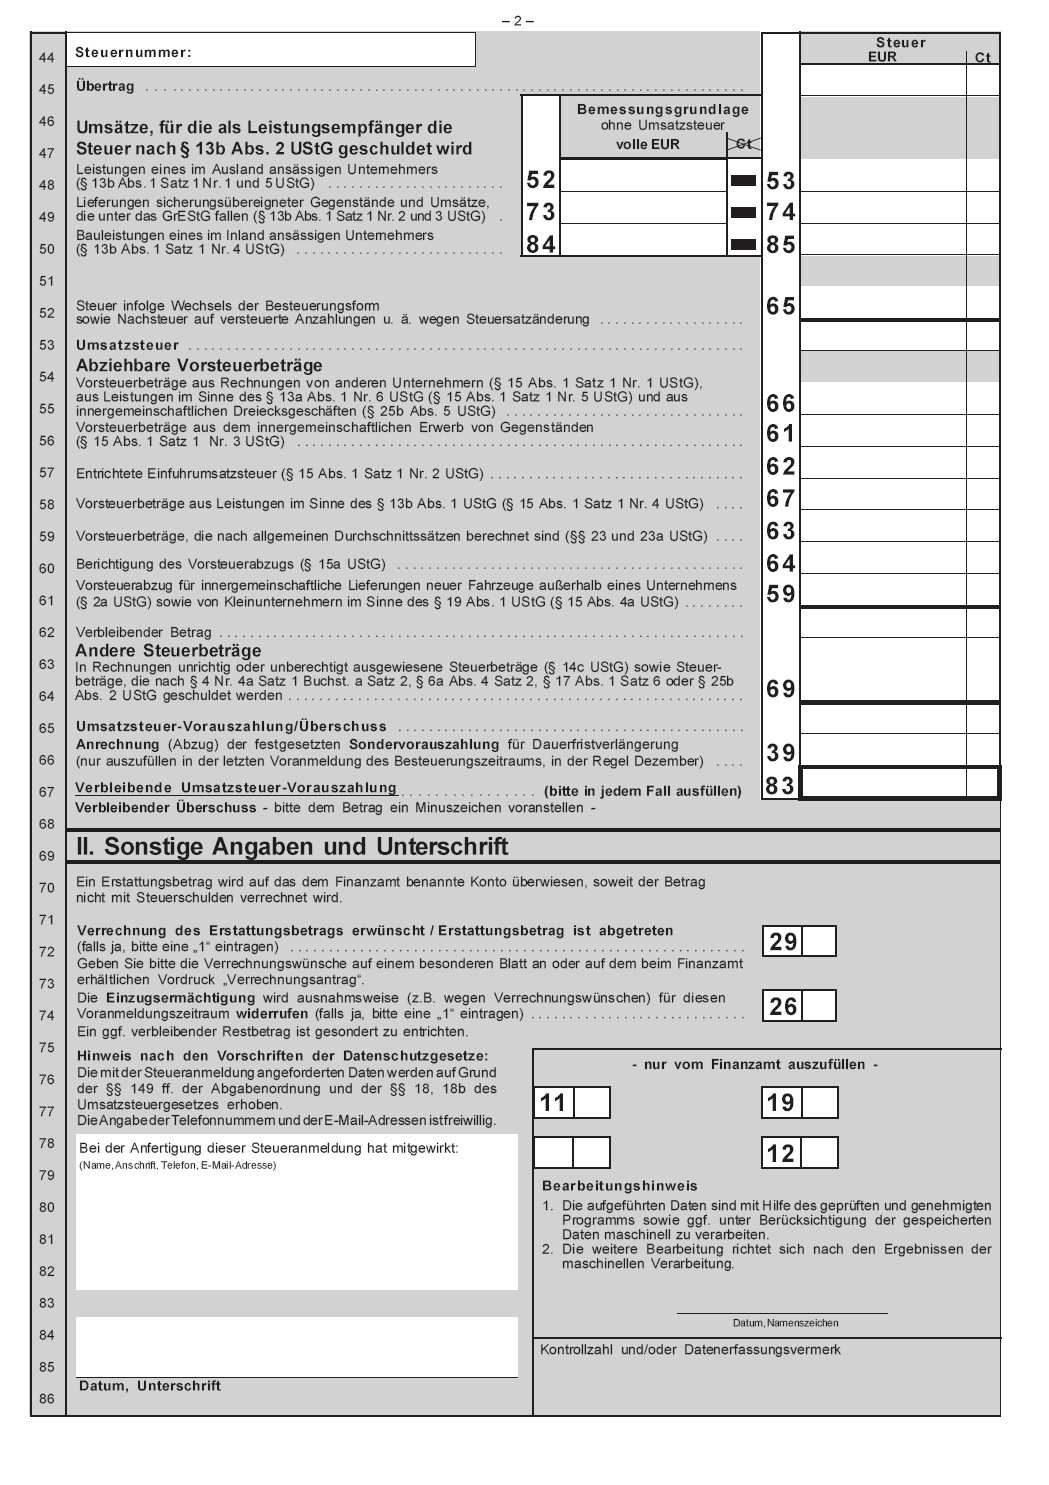 – 2 –
44 Steuernummer:
Steuer
EUR Ct
45 Übertrag
46 Umsätze, für die als Leistungsempfänger die
47 Steuer nach § 13b Abs. 2 UStG geschuldet wird
Bemessungsgrundlage
ohne Umsatzsteuer
volle EUR Ct
Leistungen eines im Ausland ansässigen Unternehmers
48 (§ 13b Abs. 1 Satz 1 Nr. 1 und 5 UStG) 52 53
Lieferungen sicherungsübereigneter Gegenstände und Umsätze,
49 die unter das GrEStG fallen (§ 13b Abs. 1 Satz 1 Nr. 2 und 3 UStG) 73 74
Bauleistungen eines im Inland ansässigen Unternehmers
50 (§ 13b Abs. 1 Satz 1 Nr. 4 UStG) 84 85
51
Steuer infolge Wechsels der Besteuerungsform
52 sowie Nachsteuer auf versteuerte Anzahlungen u. ä. wegen Steuersatzänderung 65
53 Umsatzsteuer
Abziehbare Vorsteuerbeträge
54 Vorsteuerbeträge aus Rechnungen von anderen Unternehmern (§ 15 Abs. 1 Satz 1 Nr. 1 UStG),
aus Leistungen im Sinne des § 13a Abs. 1 Nr. 6 UStG (§ 15 Abs. 1 Satz 1 Nr. 5 UStG) und aus
55 innergemeinschaftlichen Dreiecksgeschäften (§ 25b Abs. 5 UStG) 66
Vorsteuerbeträge aus dem innergemeinschaftlichen Erwerb von Gegenständen
56 (§ 15 Abs. 1 Satz 1 Nr. 3 UStG) 61
57 Entrichtete Einfuhrumsatzsteuer (§ 15 Abs. 1 Satz 1 Nr. 2 UStG) 62
58 Vorsteuerbeträge aus Leistungen im Sinne des § 13b Abs. 1 UStG (§ 15 Abs. 1 Satz 1 Nr. 4 UStG) 67
59 Vorsteuerbeträge, die nach allgemeinen Durchschnittssätzen berechnet sind (§§ 23 und 23a UStG) 63
60 Berichtigung des Vorsteuerabzugs (§ 15a UStG) 64
Vorsteuerabzug für innergemeinschaftliche Lieferungen neuer Fahrzeuge außerhalb eines Unternehmens
61 (§ 2a UStG) sowie von Kleinunternehmern im Sinne des § 19 Abs. 1 UStG (§ 15 Abs. 4a UStG) 59
62 Verbleibender Betrag
Andere Steuerbeträge
63 In Rechnungen unrichtig oder unberechtigt ausgewiesene Steuerbeträge (§ 14c UStG) sowie Steuer-
beträge, die nach § 4 Nr. 4a Satz 1 Buchst. a Satz 2, § 6a Abs. 4 Satz 2, § 17 Abs. 1 Satz 6 oder § 25b
64 Abs. 2 UStG geschuldet werden 69
65 Umsatzsteuer-Vorauszahlung/Überschuss
Anrechnung (Abzug) der festgesetzten Sondervorauszahlung für Dauerfristverlängerung
66 (nur auszufüllen in der letzten Voranmeldung des Besteuerungszeitraums, in der Regel Dezember) 39
67 Verbleibende Umsatzsteuer-Vorauszahlung (bitte in jedem Fall ausfüllen) 83
Verbleibender Überschuss - bitte dem Betrag ein Minuszeichen voranstellen -
68
69 II. Sonstige Angaben und Unterschrift
70 Ein Erstattungsbetrag wird auf das dem Finanzamt benannte Konto überwiesen, soweit der Betrag
nicht mit Steuerschulden verrechnet wird.
71
Verrechnung des Erstattungsbetrags erwünscht / Erstattungsbetrag ist abgetreten
72 (falls ja, bitte eine „1“ eintragen) 29
Geben Sie bitte die Verrechnungswünsche auf einem besonderen Blatt an oder auf dem beim Finanzamt
73 erhältlichen Vordruck „Verrechnungsantrag“.
Die Einzugsermächtigung wird ausnahmsweise (z.B. wegen Verrechnungswünschen) für diesen
74 Voranmeldungszeitraum widerrufen (falls ja, bitte eine „1“ eintragen) 26
Ein ggf. verbleibender Restbetrag ist gesondert zu entrichten.
75
Hinweis nach den Vorschriften der Datenschutzgesetze:
76 Die mit der Steueranmeldung angeforderten Daten werden auf Grund
der §§ 149 ff. der Abgabenordnung und der §§ 18, 18b des
77 Umsatzsteuergesetzes erhoben.
Die Angabe der Telefonnummern und der E-Mail-Adressen ist freiwillig.
- nur vom Finanzamt auszufüllen -
11 19
12
78 Bei der Anfertigung dieser Steueranmeldung hat mitgewirkt:
(Name, Anschrift, Telefon, E-Mail-Adresse)
79
80
81
82
83
84
85
Datum, Unterschrift
86
Bearbeitungshinweis
1. Die aufgeführten Daten sind mit Hilfe des geprüften und genehmigten
Programms sowie ggf. unter Berücksichtigung der gespeicherten
Daten maschinell zu verarbeiten.
2. Die weitere Bearbeitung richtet sich nach den Ergebnissen der
maschinellen Verarbeitung.
Datum, Namenszeichen
Kontrollzahl und/oder Datenerfassungsvermerk